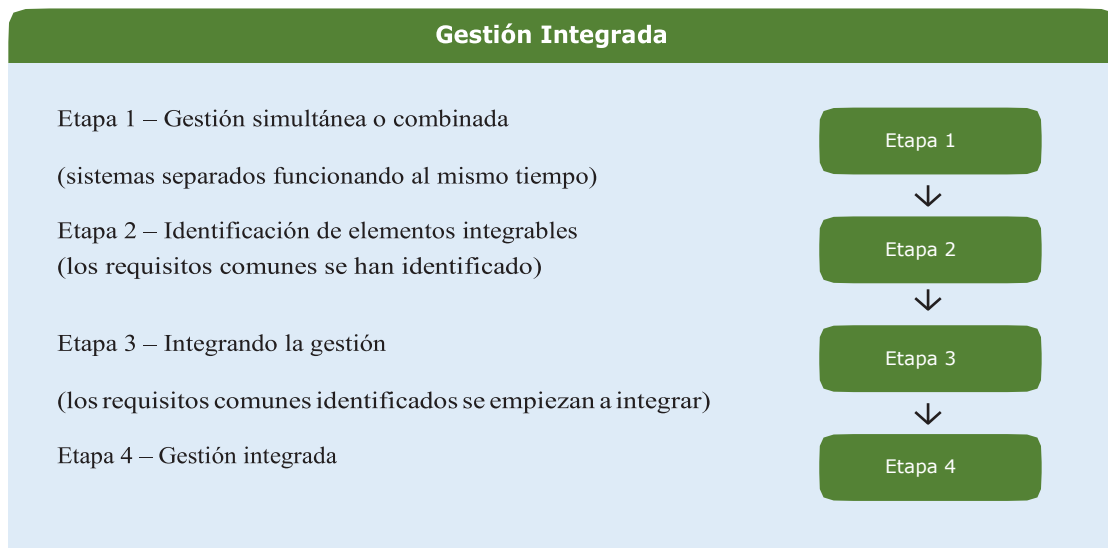 Gestión Integrada
Etapa 1 – Gestión simultánea o combinada
(sistemas separados funcionando al mismo tiempo)
Etapa 2 – Identificación de elementos integrables
(los requisitos comunes se han identificado)
Etapa 3 – Integrando la gestión
(los requisitos comunes identificados se empiezan a integrar)
Etapa 4 – Gestión integrada
Etapa 1
Etapa 2
Etapa 3
Etapa 4